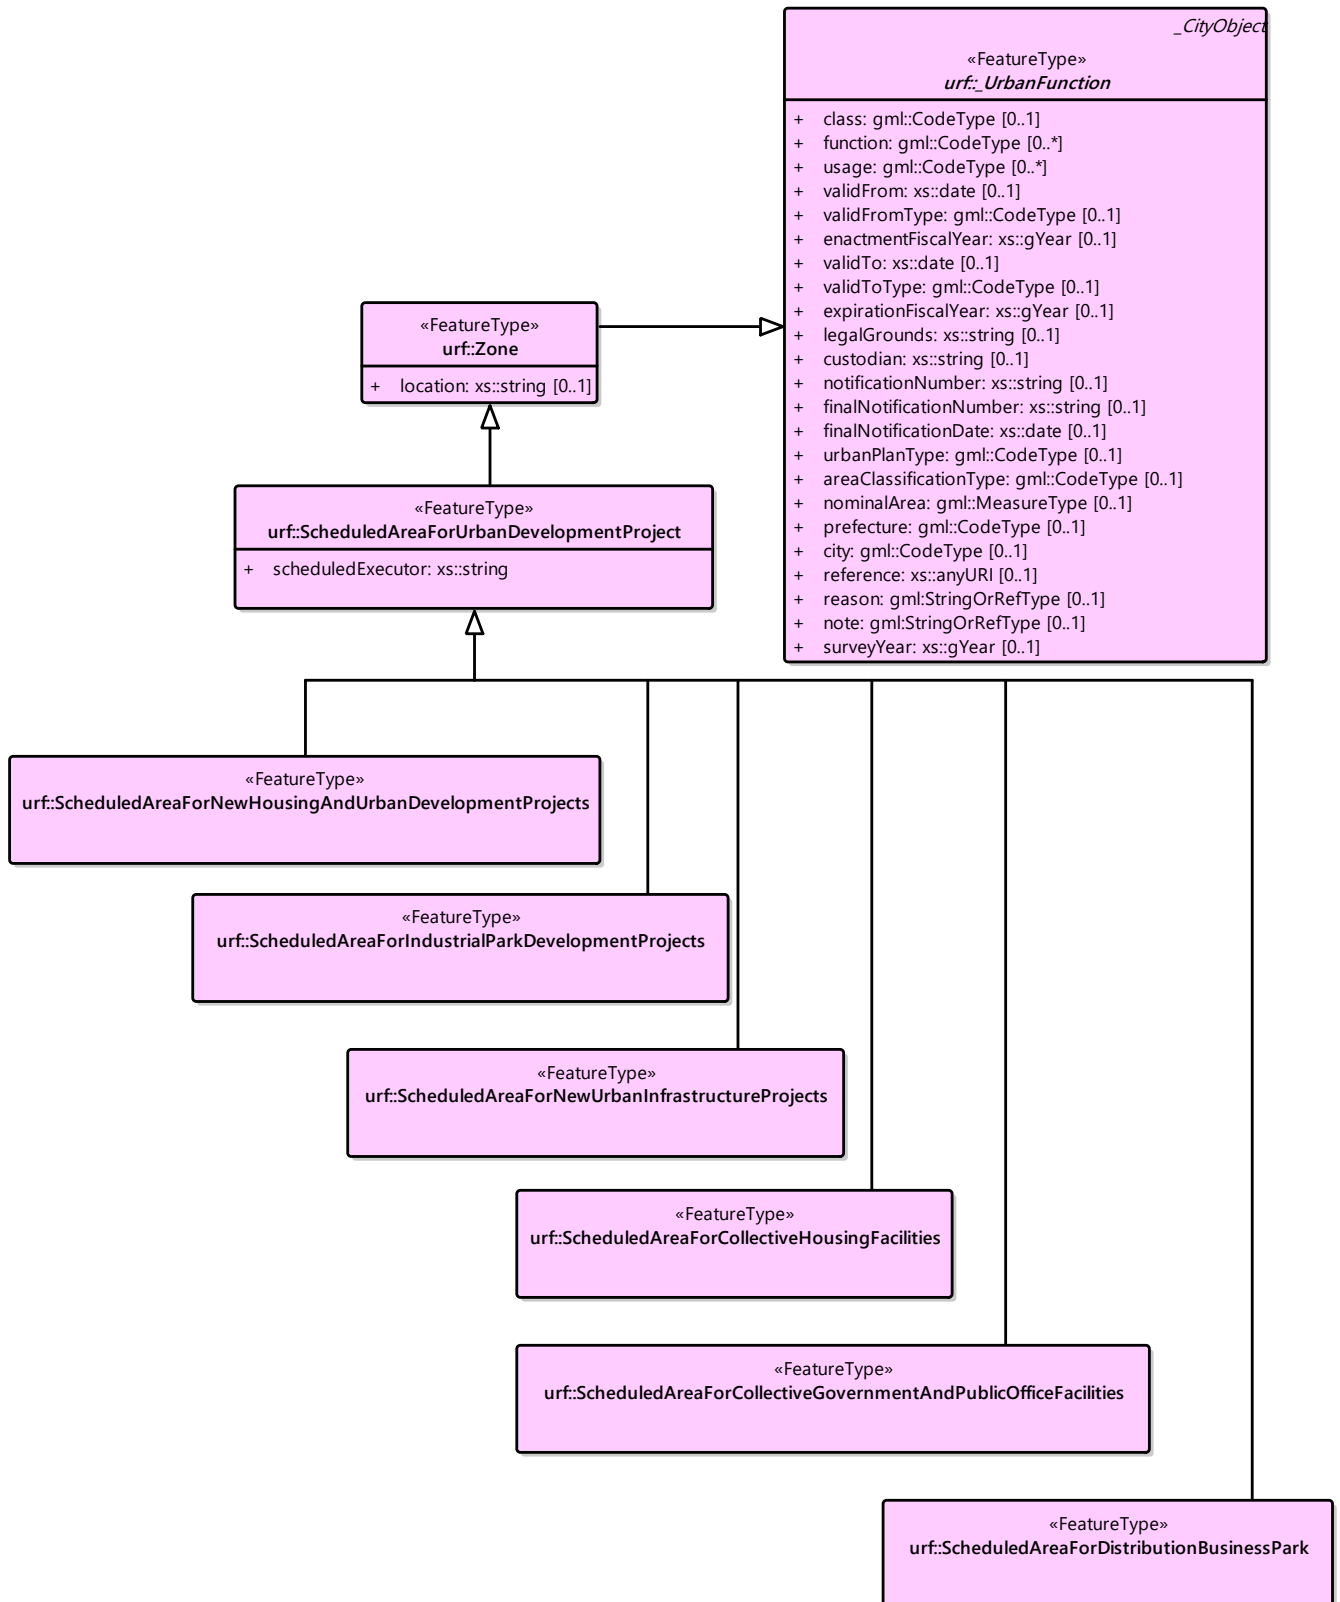 _CityObject
«FeatureType»
urf::_UrbanFunction
+ class: gml::CodeType [0..1]
+ function: gml::CodeType [0..*]
+ usage: gml::CodeType [0..*]
+ validFrom: xs::date [0..1]
+ validFromType: gml::CodeType [0..1]
+ enactmentFiscalYear: xs::gYear [0..1]
+ validTo: xs::date [0..1]
+ validToType: gml::CodeType [0..1]
+ expirationFiscalYear: xs::gYear [0..1]
+ legalGrounds: xs::string [0..1]
+ custodian: xs::string [0..1]
+ notificationNumber: xs::string [0..1]
+ finalNotificationNumber: xs::string [0..1]
+ finalNotificationDate: xs::date [0..1]
+ urbanPlanType: gml::CodeType [0..1]
+ areaClassificationType: gml::CodeType [0..1]
+ nominalArea: gml::MeasureType [0..1]
+ prefecture: gml::CodeType [0..1]
+ city: gml::CodeType [0..1]
+ reference: xs::anyURI [0..1]
+ reason: gml:StringOrRefType [0..1]
+ note: gml:StringOrRefType [0..1]
+ surveyYear: xs::gYear [0..1]
«FeatureType»
urf::Zone
+ location: xs::string [0..1]
«FeatureType»
urf::ScheduledAreaForUrbanDevelopmentProject
+ scheduledExecutor: xs::string
«FeatureType»
urf::ScheduledAreaForNewHousingAndUrbanDevelopmentProjects
«FeatureType»
urf::ScheduledAreaForIndustrialParkDevelopmentProjects
«FeatureType»
urf::ScheduledAreaForNewUrbanInfrastructureProjects
«FeatureType»
urf::ScheduledAreaForCollectiveHousingFacilities
«FeatureType»
urf::ScheduledAreaForCollectiveGovernmentAndPublicOfficeFacilities
«FeatureType»
urf::ScheduledAreaForDistributionBusinessPark